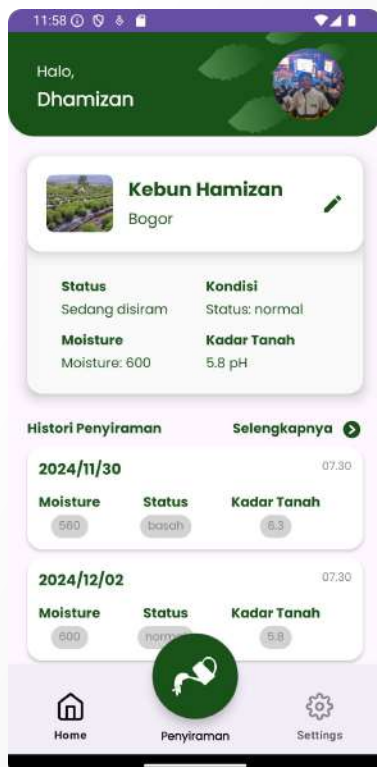 11:58
Halo,
Dhamizan
Kebun Hamizan
Bogor
Status Kondisi
Sedang disiram Status: normal
Moisture Kadar Tanah
Moisture: 600 5.8 pH
Histori Penyiraman Selengkapnya
2024/11/30 07.30
Moisture Status Kadar Tanah
560 basah 6.3
2024/12/02 07.30
Moisture Status Kadar Tanah
600 5.8
Home Penyiraman Settings